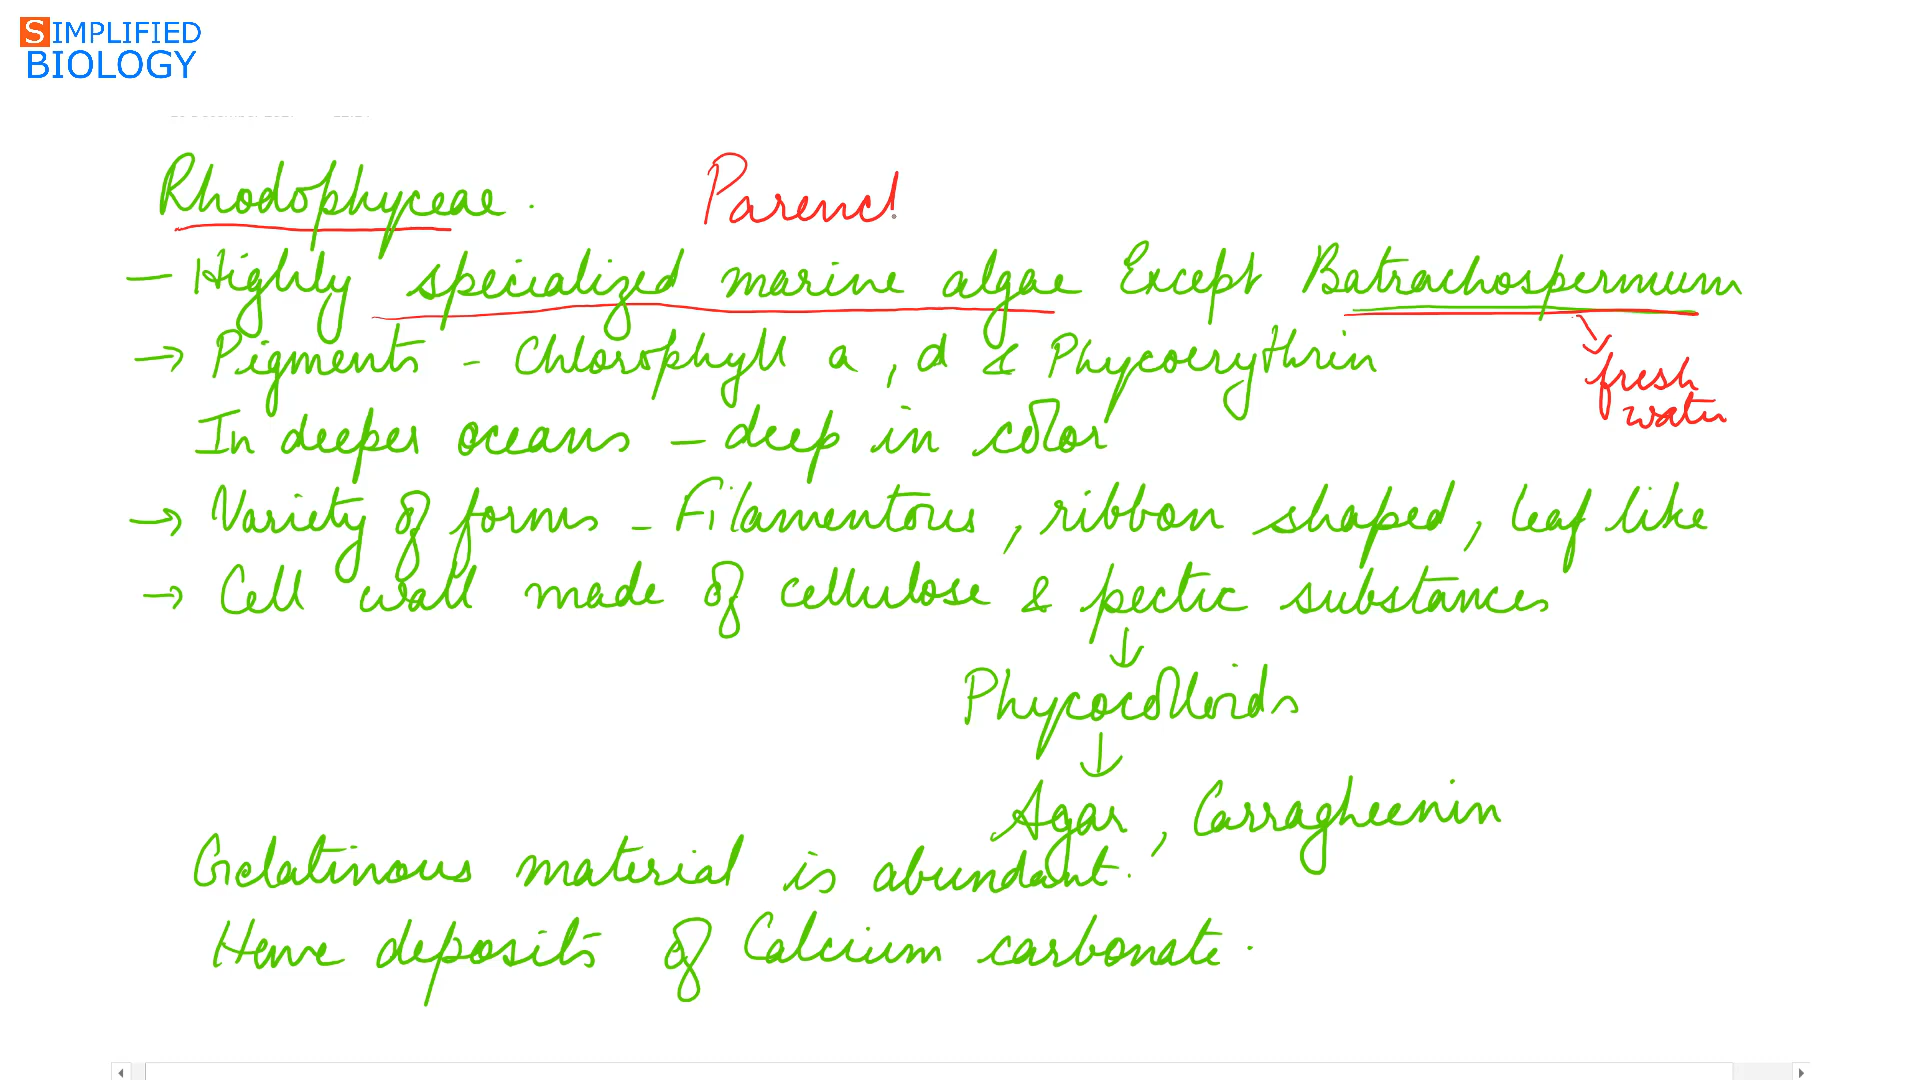 SIMPLIFIED
BIOLOGY
Rhodophyceae.
Parencl
- Highly specialized marine algae Except Batrachospermum
fresh
water
→ Pigments - Chlorophyll a, d & Phycoerythrin
In deeper oceans - deep in color
→ Variety of forms - Filamentous, ribbon shaped, leaf like
→ Cell wall made of cellulose & pectic substances
↓
Phycocolloids
↓
Agar, Carragheenin
Gelatinous material is abundant.
Have deposits of Calcium carbonate.